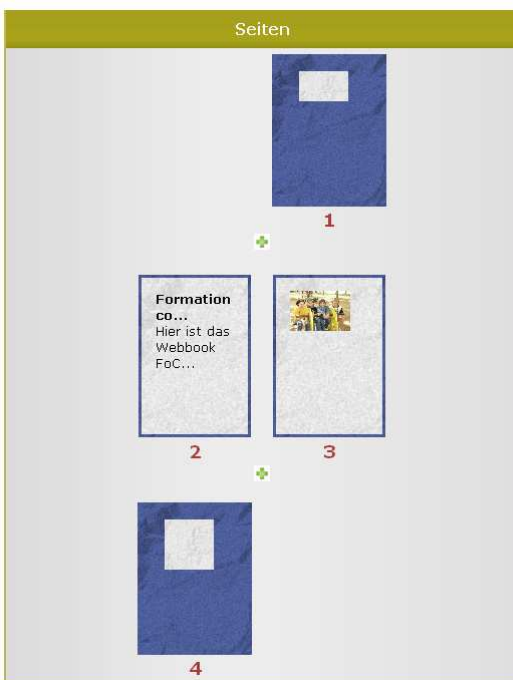 Seiten
1
Formation
co...
Hier ist das
Webbook
FoC...
2
3
4